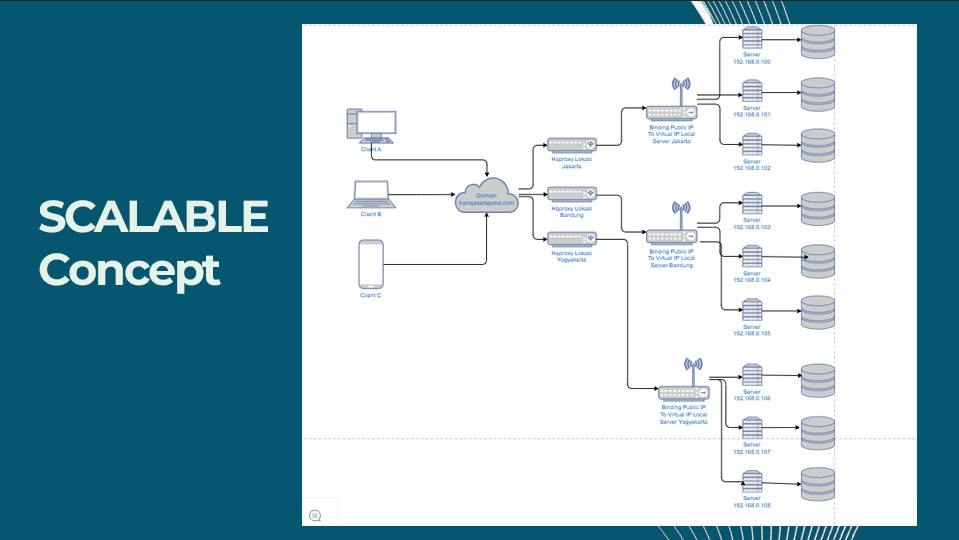 SCALABLE
Concept
Client A
Client B
Client C
Domain
transjakartaprod.com
Haproxy Lokasi
Jakarta
Haproxy Lokasi
Bandung
Haproxy Lokasi
Yogyakarta
Binding Public IP
To Virtual IP Local
Server Jakarta
Binding Public IP
To Virtual IP Local
Server Bandung
Binding Public IP
To Virtual IP Local
Server Yogyakarta
Server
192.168.0.100
Server
192.168.0.101
Server
192.168.0.102
Server
192.168.0.103
Server
192.168.0.104
Server
192.168.0.105
Server
192.168.0.106
Server
192.168.0.107
Server
192.168.0.108